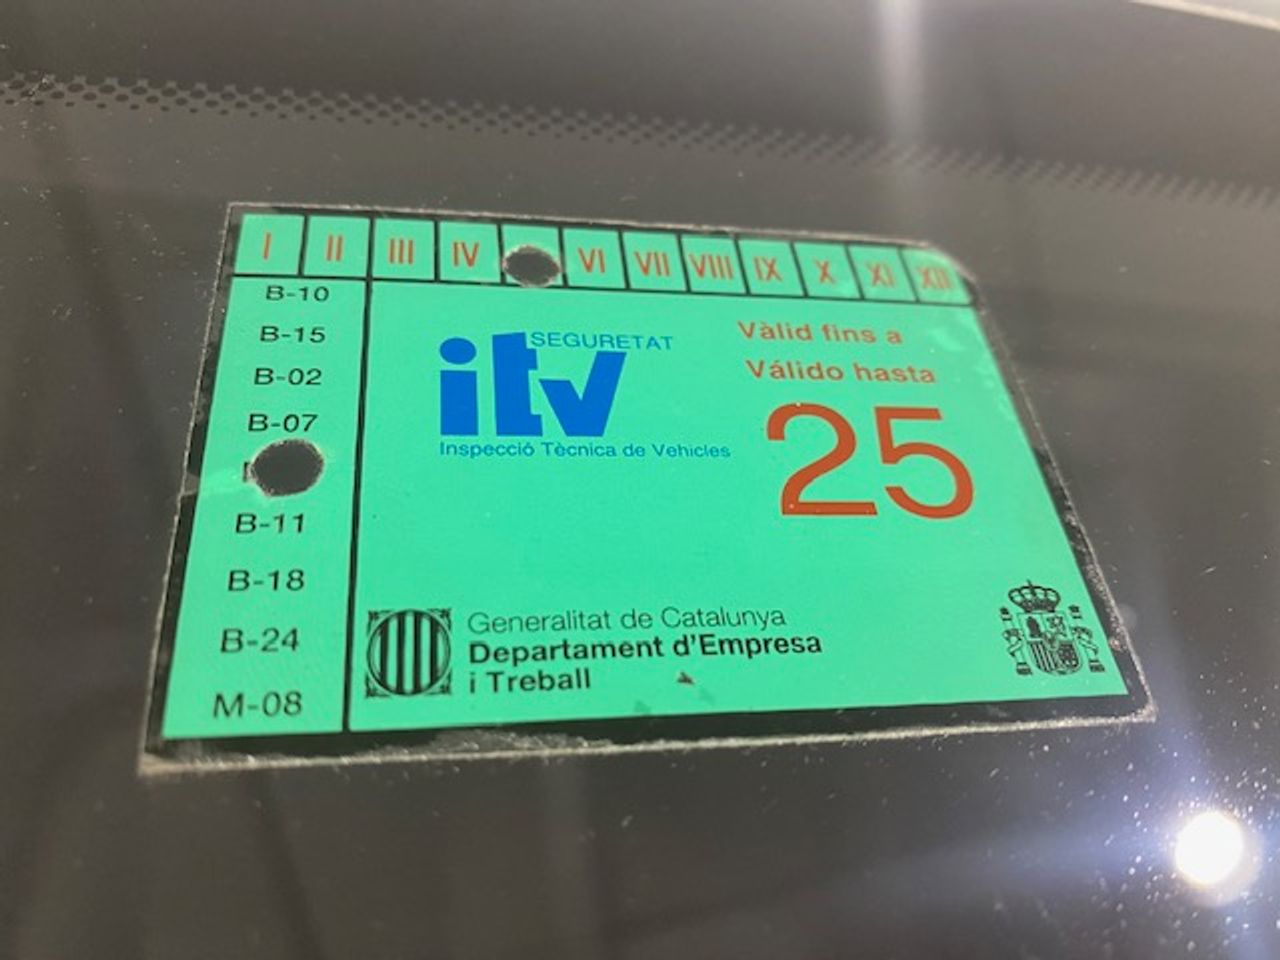 I II III IV VI VII VIII IX X XI XII
B-10
B-15
B-02
B-07
B-11
B-18
B-24
M-08
SEGURETAT
itv
Inspecció Tècnica de Vehicles
Vàlid fins a
Válido hasta
25
Generalitat de Catalunya
Departament d'Empresa
i Treball